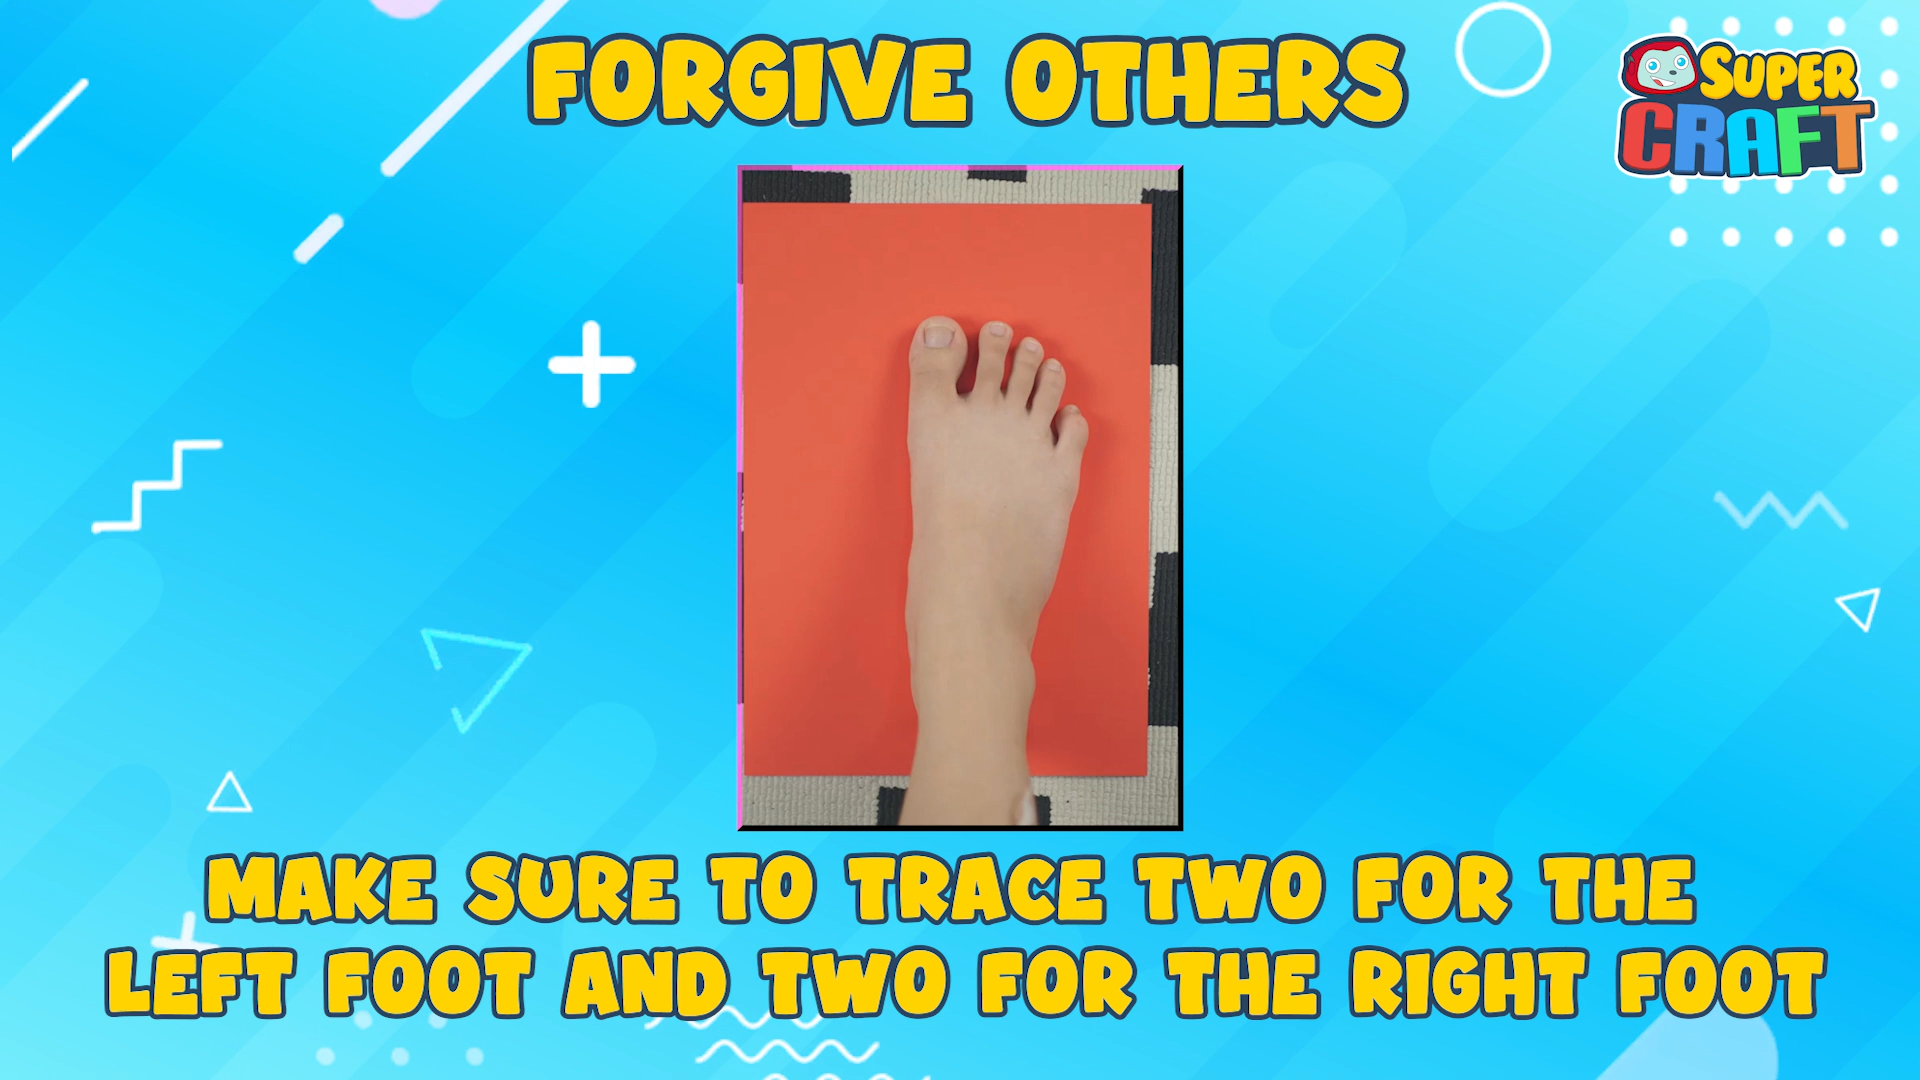 FORGIVE OTHERS
SUPER
CRAFT
MAKE SURE TO TRACE TWO FOR THE
LEFT FOOT AND TWO FOR THE RIGHT FOOT